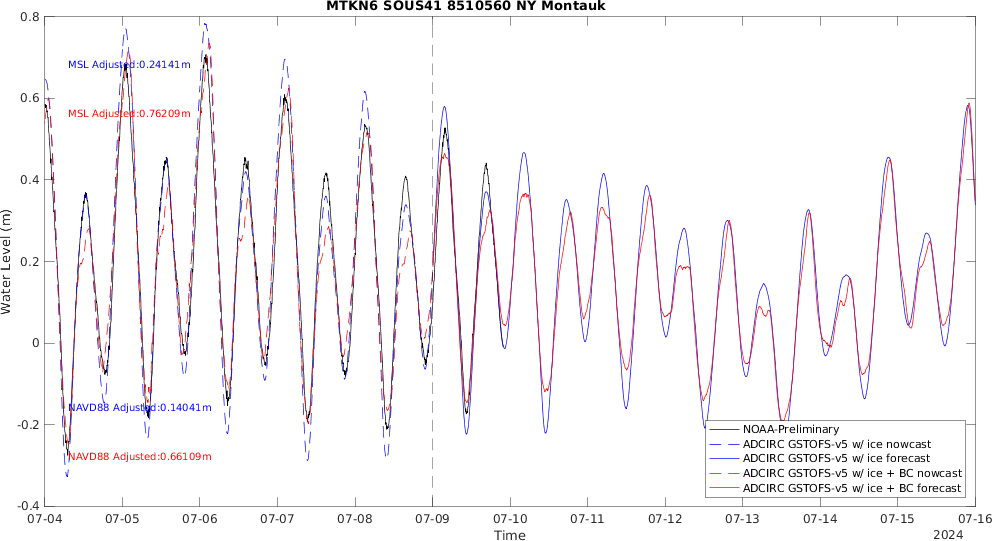 MTKN6 SOUS41 8510560 NY Montauk
0.8
0.6
0.4
0.2
0
-0.2
-0.4
Water Level (m)
MSL Adjusted:0.24141m
MSL Adjusted:0.76209m
NAVD88 Adjusted:0.14041m
NAVD88 Adjusted:0.66109m
NOAA-Preliminary
ADCIRC GSTOFS-v5 w/ ice nowcast
ADCIRC GSTOFS-v5 w/ ice forecast
ADCIRC GSTOFS-v5 w/ ice + BC nowcast
ADCIRC GSTOFS-v5 w/ ice + BC forecast
07-04 07-05 07-06 07-07 07-08 07-09 07-10 07-11 07-12 07-13 07-14 07-15 07-16
Time
2024